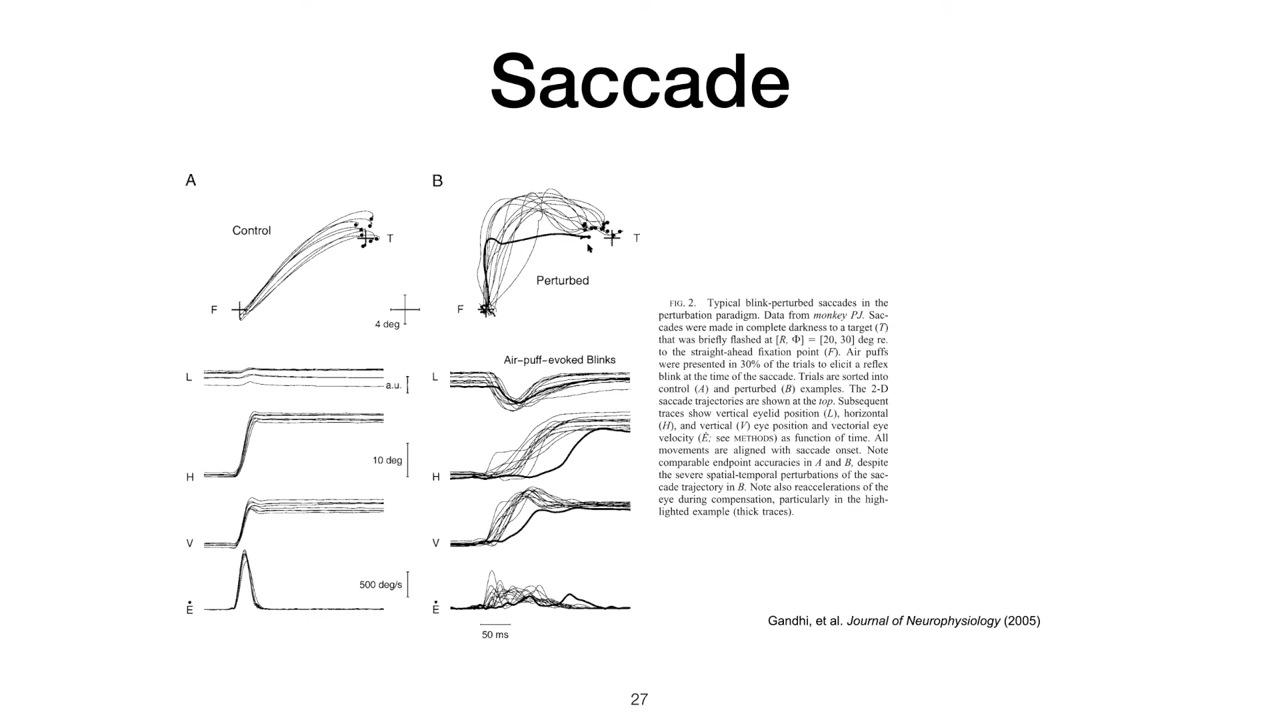 Saccade
A
B
Control
T
F
4 deg
T
Perturbed
F
L
a.u.
Air–puff–evoked Blinks
L
H
10 deg
H
V
V
500 deg/s
Ė
Ė
50 ms
FIG. 2. Typical blink-perturbed saccades in the
perturbation paradigm. Data from monkey PJ. Sac-
cades were made in complete darkness to a target (T)
that was briefly flashed at [R, Φ] = [20, 30] deg re.
to the straight-ahead fixation point (F). Air puffs
were presented in 30% of the trials to elicit a reflex
blink at the time of the saccade. Trials are sorted into
control (A) and perturbed (B) examples. The 2-D
saccade trajectories are shown at the top. Subsequent
traces show vertical eyelid position (L), horizontal
(H), and vertical (V) eye position and vectorial eye
velocity (Ė; see METHODS) as function of time. All
movements are aligned with saccade onset. Note
comparable endpoint accuracies in A and B, despite
the severe spatial-temporal perturbations of the sac-
cade trajectory in B. Note also reaccelerations of the
eye during compensation, particularly in the high-
lighted example (thick traces).
Gandhi, et al. Journal of Neurophysiology (2005)
27